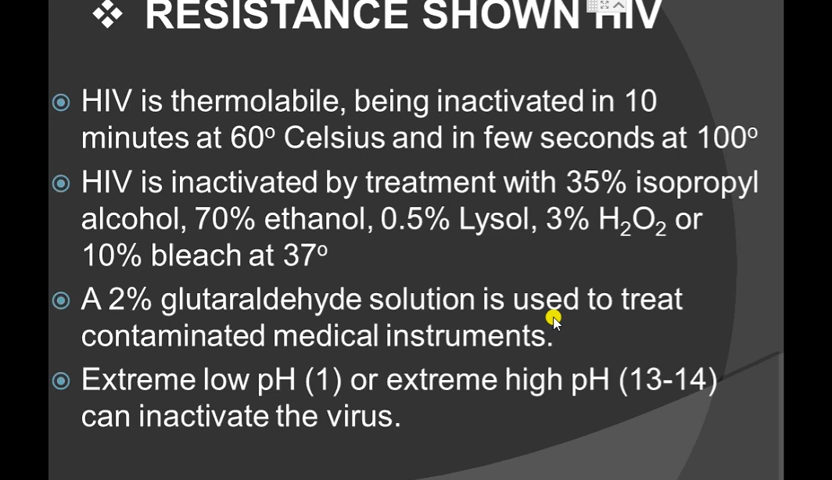 ❖ RESISTANCE SHOWN HIV
HIV is thermolabile, being inactivated in 10
minutes at 60º Celsius and in few seconds at 100º
HIV is inactivated by treatment with 35% isopropyl
alcohol, 70% ethanol, 0.5% Lysol, 3% H₂O₂ or
10% bleach at 37º
A 2% glutaraldehyde solution is used to treat
contaminated medical instruments.
Extreme low pH (1) or extreme high pH (13-14)
can inactivate the virus.